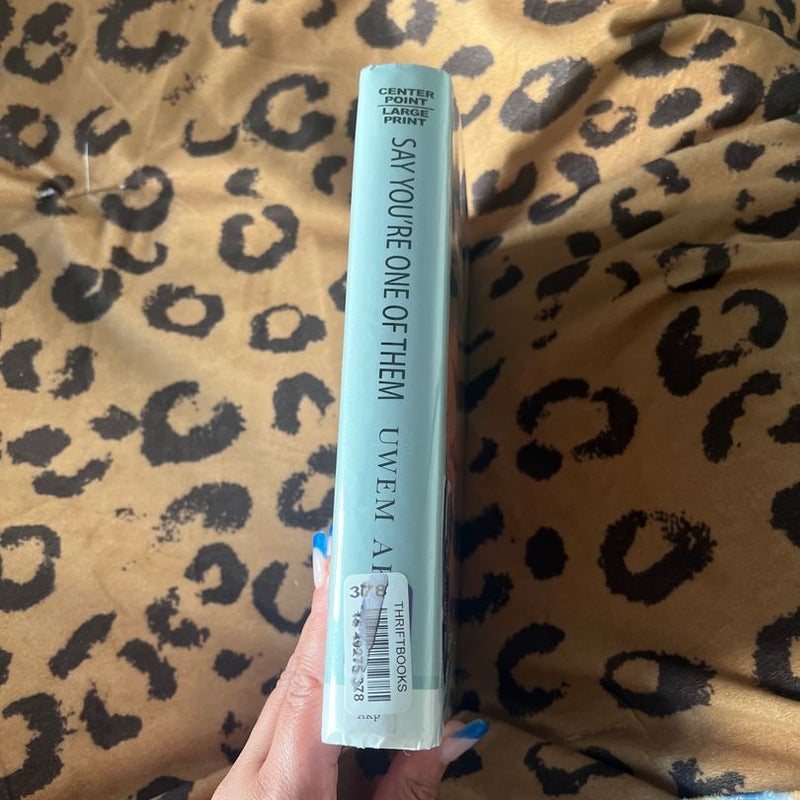 CENTER
POINT
LARGE
PRINT
SAY YOU'RE ONE OF THEM
UWEM
THRIFTBOOKS